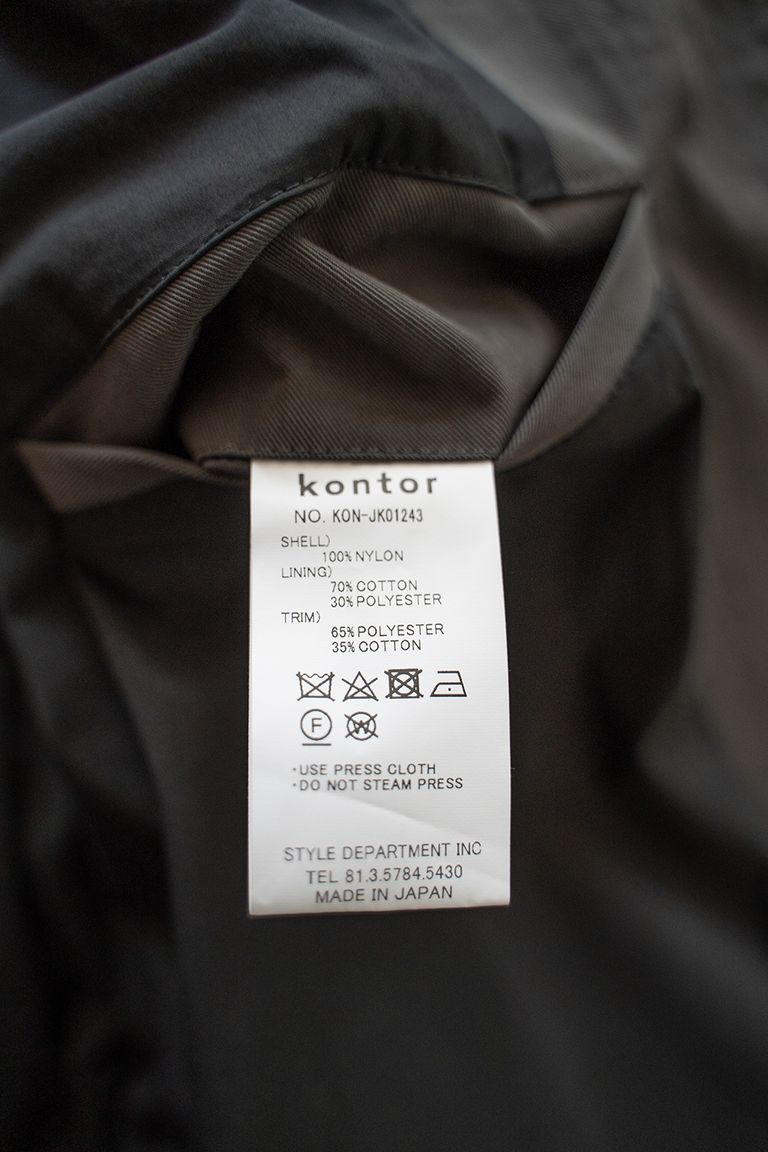 kontor
NO. KON-JK01243
SHELL)
100% NYLON
LINING)
70% COTTON
30% POLYESTER
TRIM)
65% POLYESTER
35% COTTON
F W
・USE PRESS CLOTH
・DO NOT STEAM PRESS
STYLE DEPARTMENT INC
TEL 81.3.5784.5430
MADE IN JAPAN